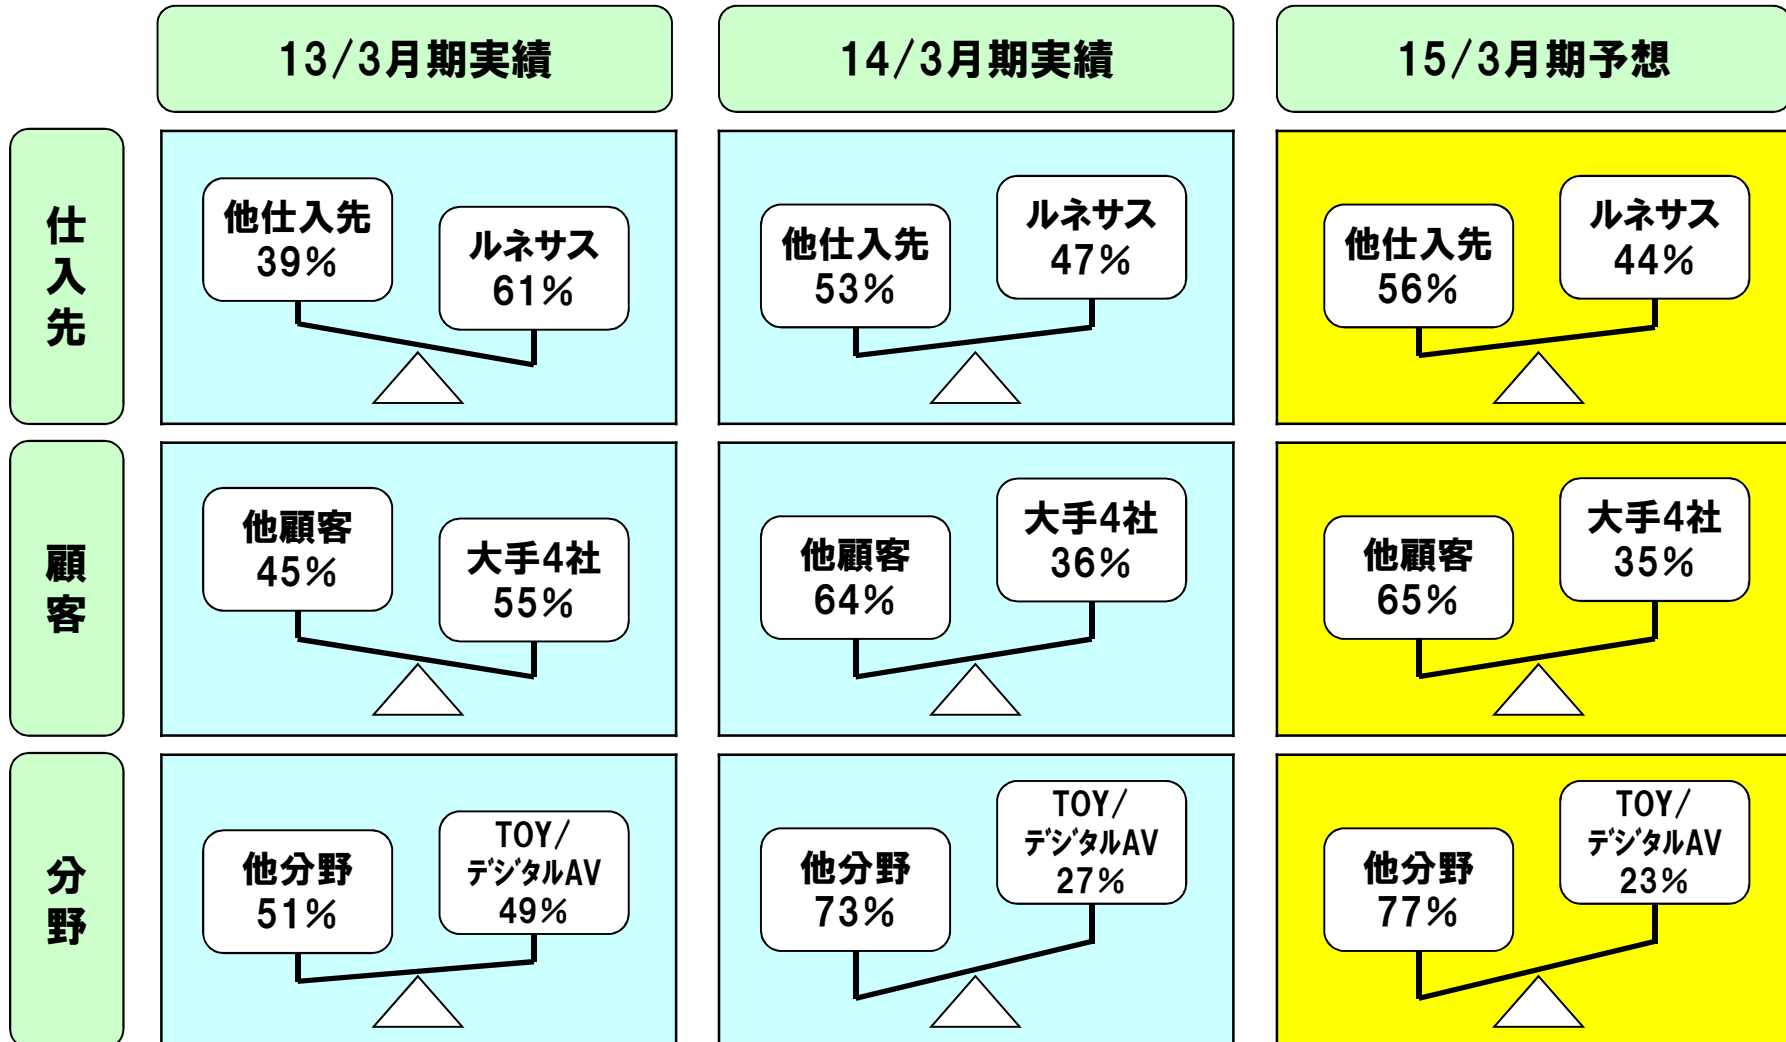 13/3月期実績
14/3月期実績
15/3月期予想
仕入先
他仕入先
39%
ルネサス
61%
他仕入先
53%
ルネサス
47%
他仕入先
56%
ルネサス
44%
顧客
他顧客
45%
大手4社
55%
他顧客
64%
大手4社
36%
他顧客
65%
大手4社
35%
分野
他分野
51%
TOY/
デジタルAV
49%
他分野
73%
TOY/
デジタルAV
27%
他分野
77%
TOY/
デジタルAV
23%